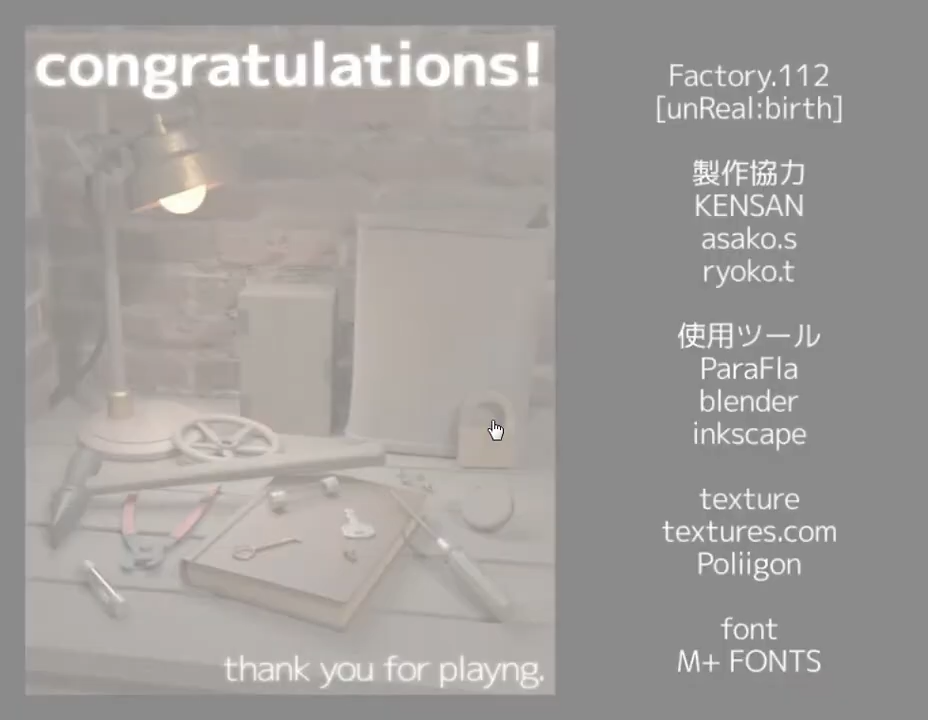 congratulations!
thank you for playng.
Factory.112
[unReal:birth]
製作協力
KENSAN
asako.s
ryoko.t
使用ツール
ParaFla
blender
inkscape
texture
textures.com
Poliigon
font
M+ FONTS